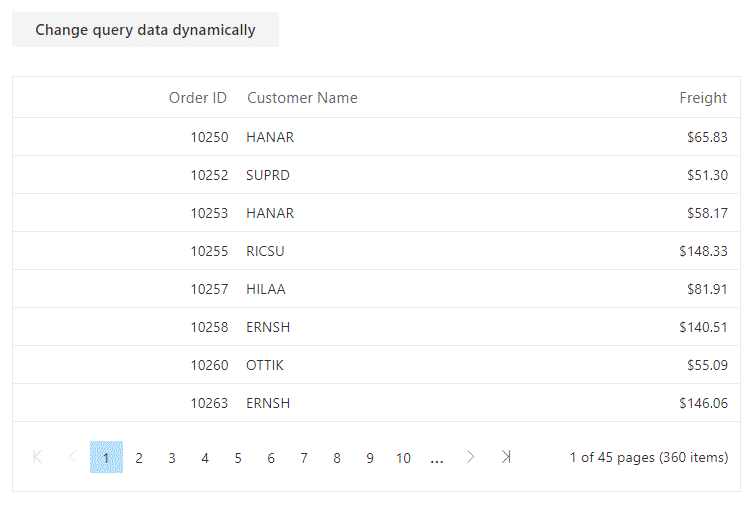 Change query data dynamically
Order ID Customer Name Freight
10250 HANAR $65.83
10252 SUPRD $51.30
10253 HANAR $58.17
10255 RICSU $148.33
10257 HILAA $81.91
10258 ERNSH $140.51
10260 OTTIK $55.09
10263 ERNSH $146.06
1 2 3 4 5 6 7 8 9 10 ... 1 of 45 pages (360 items)